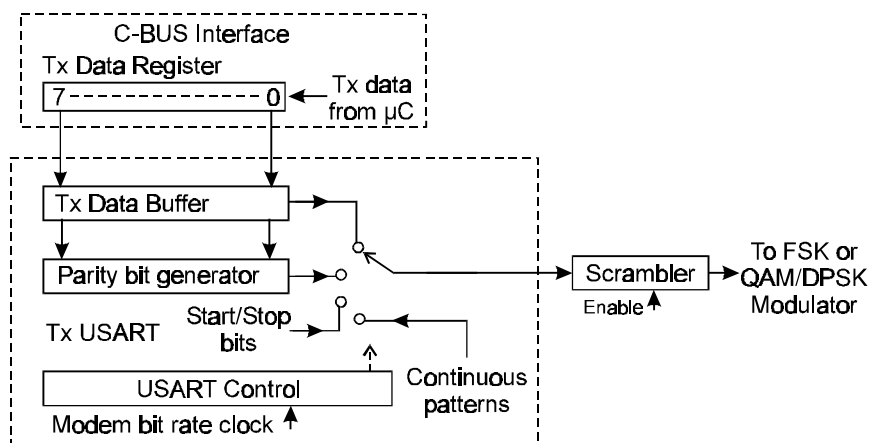 C-BUS Interface
Tx Data Register
7 0
Tx data
from µC
Tx Data Buffer
Parity bit generator
Start/Stop
bits
Tx USART
USART Control
Modem bit rate clock
Continuous
patterns
Scrambler
Enable
To FSK or
QAM/DPSK
Modulator